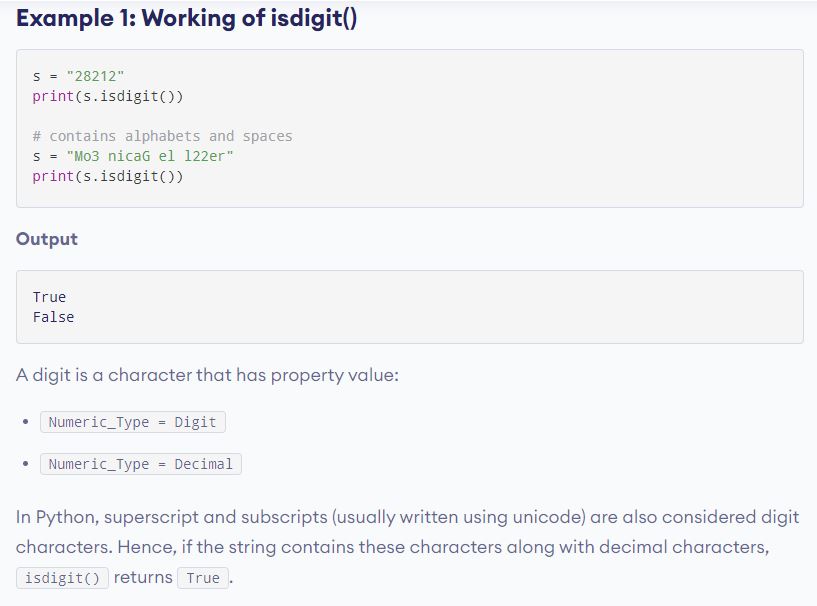 Example 1: Working of isdigit()
s = "28212"
print(s.isdigit())
# contains alphabets and spaces
s = "Mo3 nicaG el l22er"
print(s.isdigit())
Output
True
False
A digit is a character that has property value:
• Numeric_Type = Digit
• Numeric_Type = Decimal
In Python, superscript and subscripts (usually written using unicode) are also considered digit
characters. Hence, if the string contains these characters along with decimal characters,
isdigit() returns True .